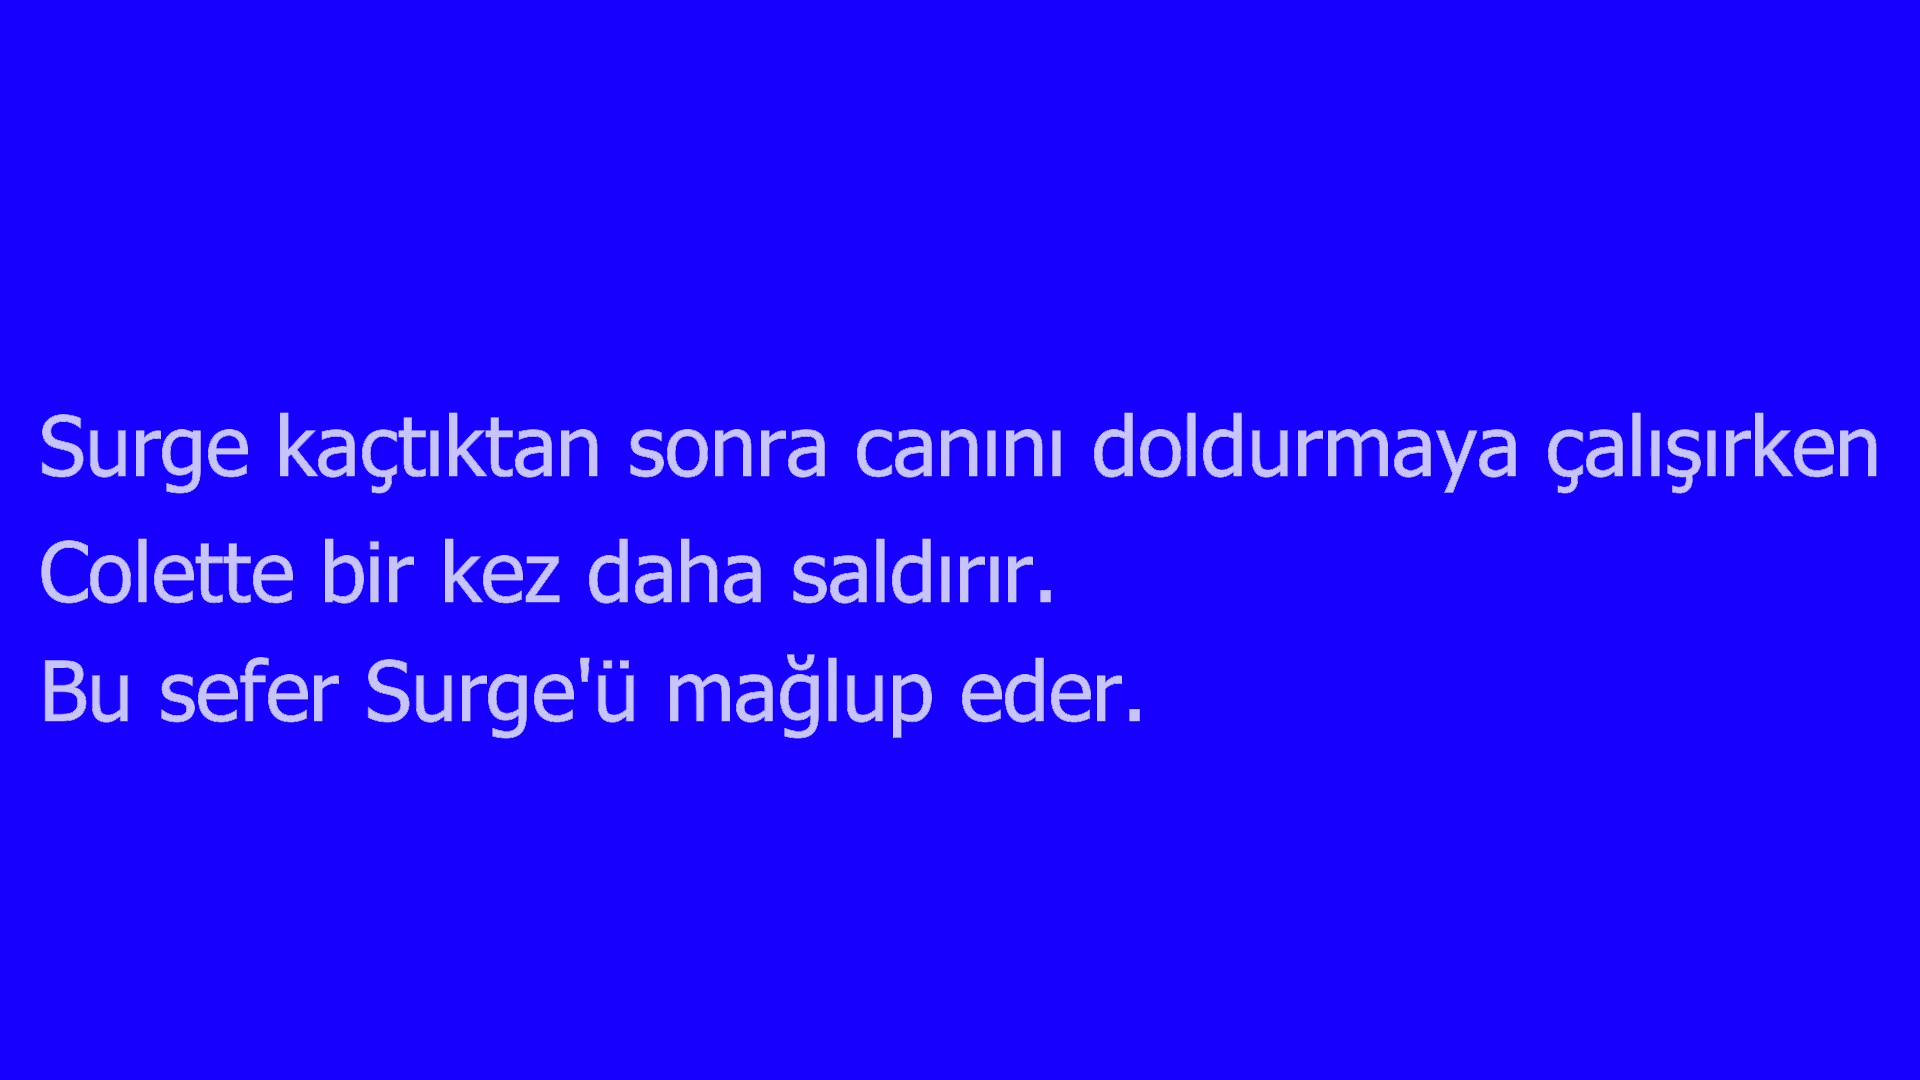 Surge kaçtıktan sonra canını doldurmaya çalışırken
Colette bir kez daha saldırır.
Bu sefer Surge'ü mağlup eder.